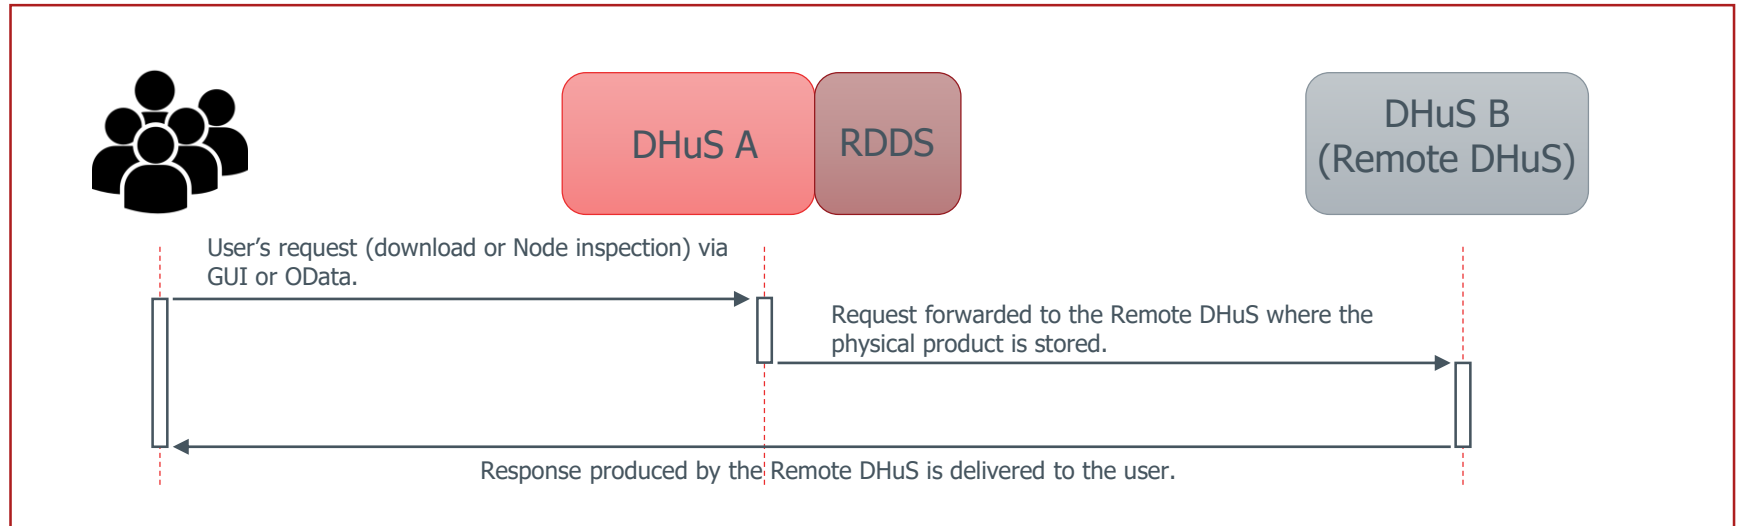 DHuS A
RDDS
DHuS B
(Remote DHuS)
User's request (download or Node inspection) via
GUI or OData.
Request forwarded to the Remote DHuS where the
physical product is stored.
Response produced by the Remote DHuS is delivered to the user.